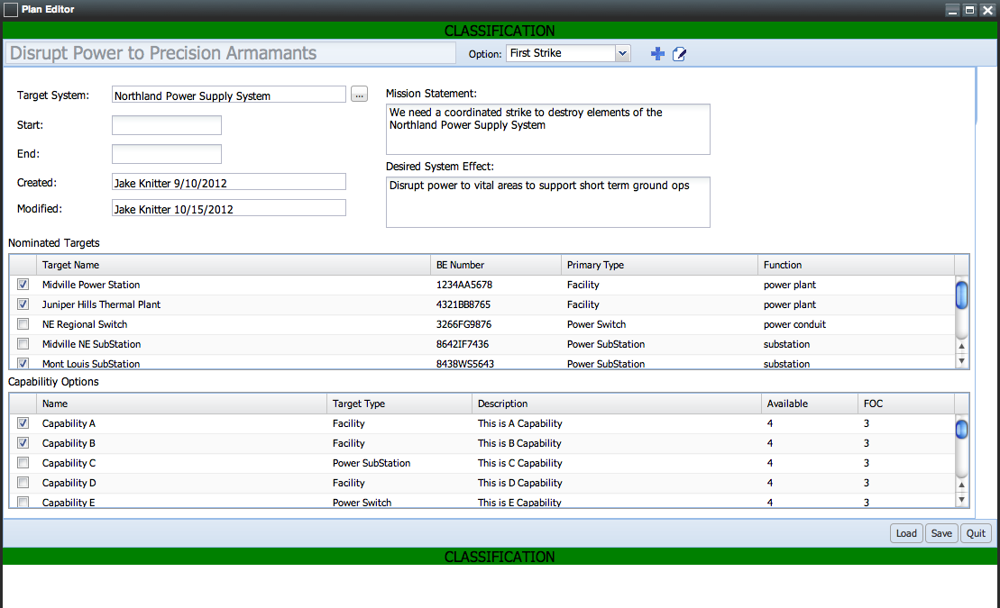 Plan Editor
CLASSIFICATION
Disrupt Power to Precision Armamants
Option: First Strike
Target System: Northland Power Supply System ...
Start:
End:
Created: Jake Knitter 9/10/2012
Modified: Jake Knitter 10/15/2012
Mission Statement:
We need a coordinated strike to destroy elements of the
Northland Power Supply System
Desired System Effect:
Disrupt power to vital areas to support short term ground ops
Nominated Targets
Target Name BE Number Primary Type Function
Midville Power Station 1234AA5678 Facility power plant
Juniper Hills Thermal Plant 4321BB8765 Facility power plant
NE Regional Switch 3266FG9876 Power Switch power conduit
Midville NE SubStation 8642IF7436 Power SubStation substation
Mont Louis SubStation 8438WS5643 Power SubStation substation
Capabilitiy Options
Name Target Type Description Available FOC
Capability A Facility This is A Capability 4 3
Capability B Facility This is B Capability 4 3
Capability C Power SubStation This is C Capability 4 3
Capability D Facility This is D Capability 4 3
Capability E Power Switch This is E Capability 4 3
Load Save Quit
CLASSIFICATION